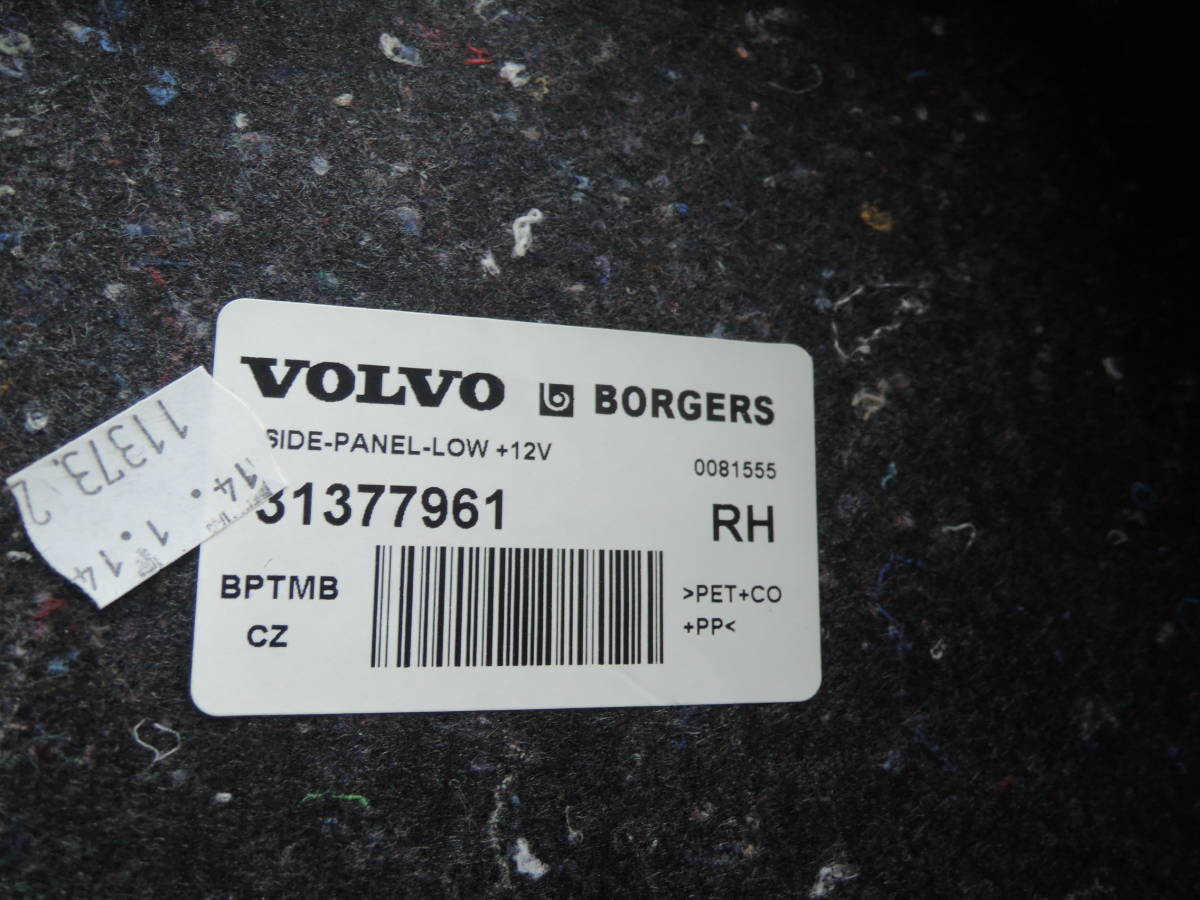 VOLVO BORGERS
SIDE-PANEL-LOW +12V
0081555
31377961
RH
BPTMB
CZ
>PET+CO
+PP<
11373. 2
14. 1.14